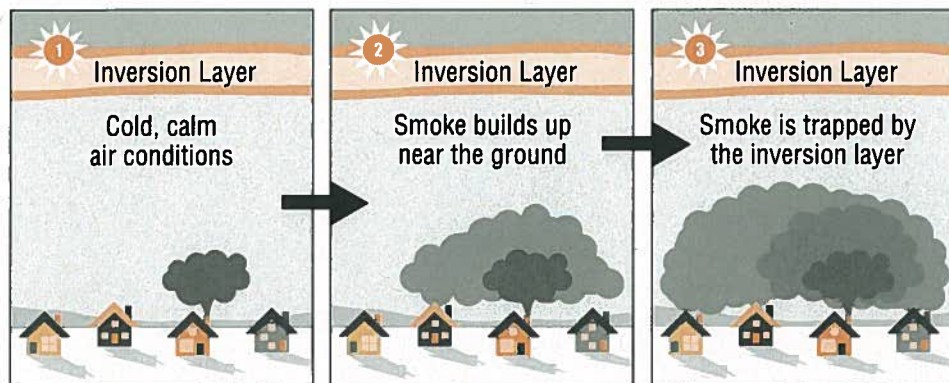 1
Inversion Layer
Cold, calm
air conditions
2
Inversion Layer
Smoke builds up
near the ground
3
Inversion Layer
Smoke is trapped by
the inversion layer